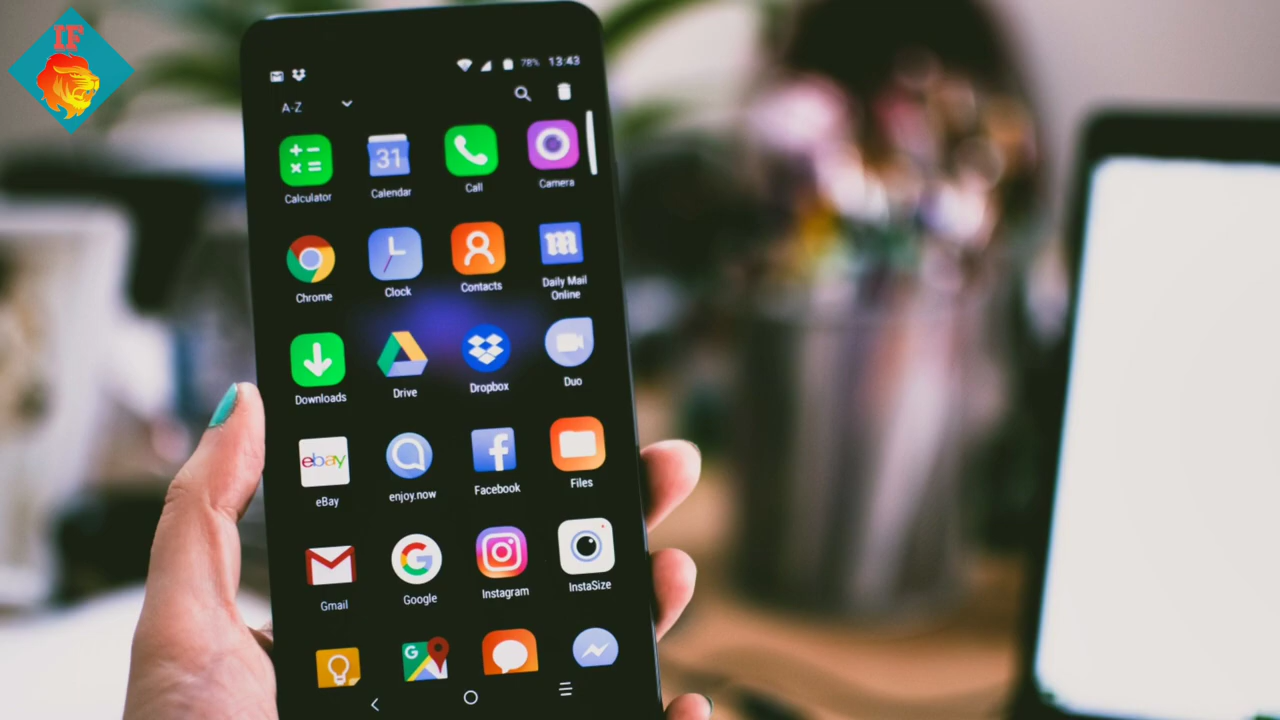 IF
78% 13:43
A-Z
31
Calculator
Calendar
Call
Camera
L
m
Chrome
Clock
Contacts
Daily Mail
Online
Downloads
Drive
Dropbox
Duo
ebay
f
eBay
enjoy.now
Facebook
Files
M
G
Gmail
Google
Instagram
InstaSize
G